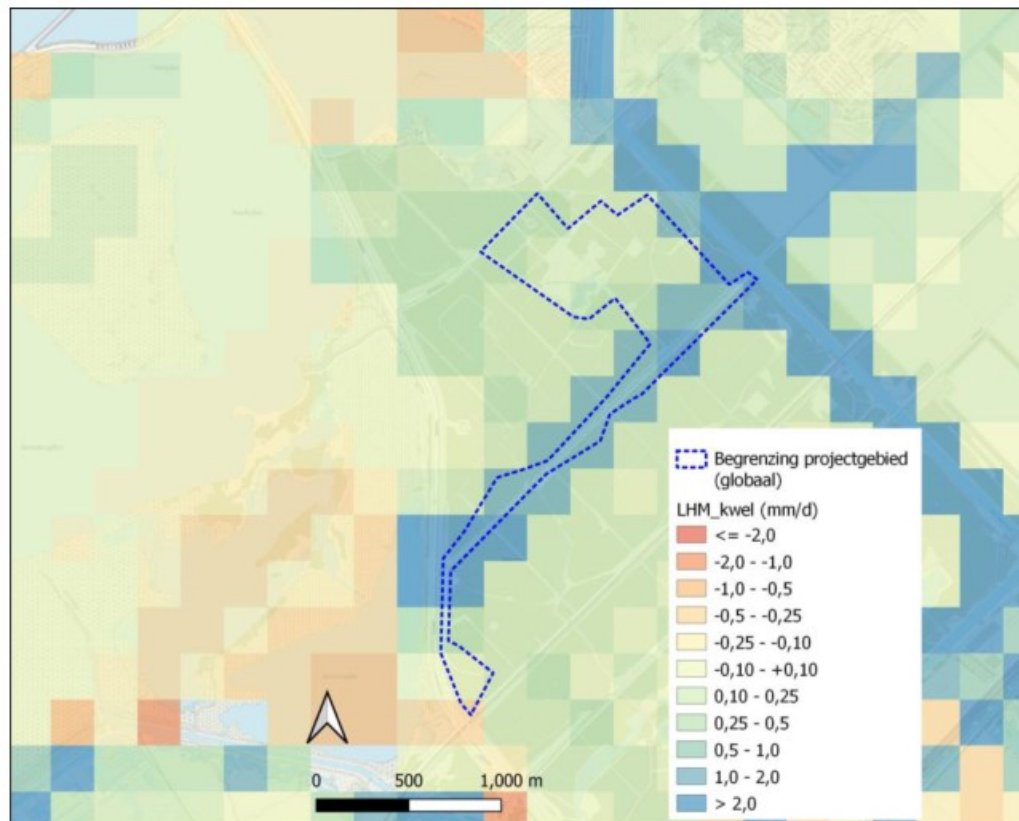 Begrenzing projectgebied
(globaal)
LHM_kwel (mm/d)
<= -2,0
-2,0 - -1,0
-1,0 - -0,5
-0,5 - -0,25
-0,25 - -0,10
-0,10 - +0,10
0,10 - 0,25
0,25 - 0,5
0,5 - 1,0
1,0 - 2,0
> 2,0
0 500 1,000 m